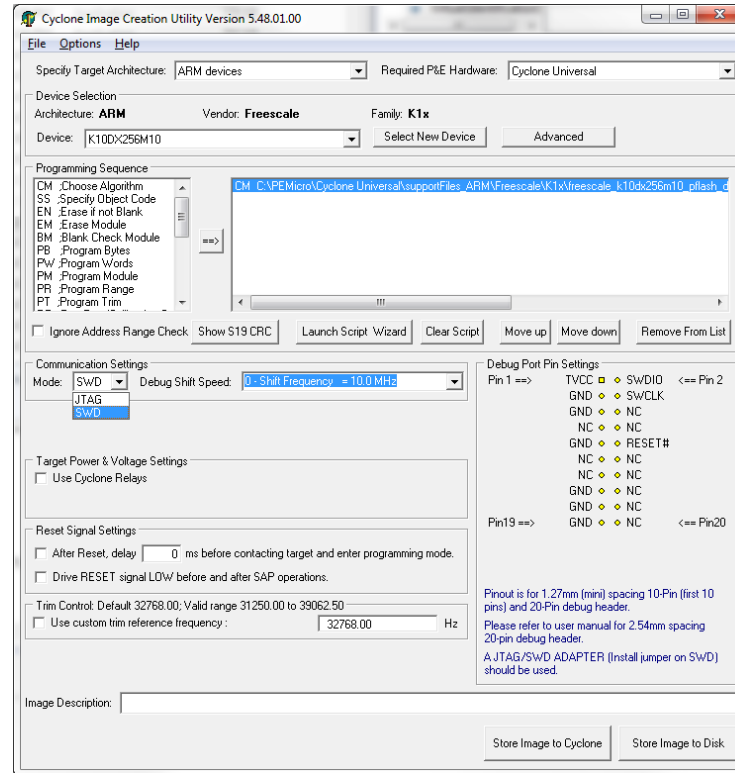 Cyclone Image Creation Utility Version 5.48.01.00
File Options Help
Specify Target Architecture: ARM devices Required P&E Hardware: Cyclone Universal
Device Selection
Architecture: ARM Vendor: Freescale Family: K1x
Device: K10DX256M10 Select New Device Advanced
Programming Sequence
CM ;Choose Algorithm
SS ;Specify Object Code
EN ;Erase if not Blank
EM ;Erase Module
BM ;Blank Check Module
PB ;Program Bytes
PW ;Program Words
PM ;Program Module
PR ;Program Range
PT ;Program Trim
==>
CM C:\PEMicro\Cyclone Universal\supportFiles_ARM\Freescale\K1x\freescale_k10dx256m10_pflash_d
Ignore Address Range Check Show S19 CRC Launch Script Wizard Clear Script Move up Move down Remove From List
Communication Settings
Mode: SWD Debug Shift Speed: 0 - Shift Frequency = 10.0 MHz
JTAG
SWD
Target Power & Voltage Settings
Use Cyclone Relays
Reset Signal Settings
After Reset, delay 0 ms before contacting target and enter programming mode.
Drive RESET signal LOW before and after SAP operations.
Trim Control: Default 32768.00; Valid range 31250.00 to 39062.50
Use custom trim reference frequency : 32768.00 Hz
Debug Port Pin Settings
Pin 1 ==> TVCC SWDIO <== Pin 2
GND SWCLK
GND NC
NC NC
GND RESET#
NC NC
NC NC
GND NC
GND NC
Pin19 ==> GND NC <== Pin20
Pinout is for 1.27mm (mini) spacing 10-Pin (first 10
pins) and 20-Pin debug header.
Please refer to user manual for 2.54mm spacing
20-pin debug header.
A JTAG/SWD ADAPTER (Install jumper on SWD)
should be used.
Image Description:
Store Image to Cyclone Store Image to Disk